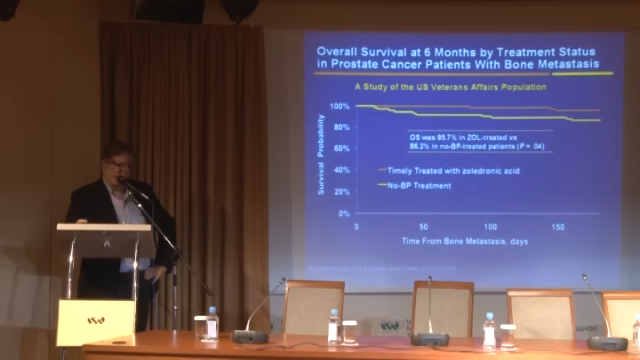 Overall Survival at 6 Months by Treatment Status
in Prostate Cancer Patients With Bone Metastasis
A Study of the US Veterans Affairs Population
100%
80%
60%
40%
20%
0%
Survival Probability
OS was 95.7% in ZOL-treated vs
86.2% in no-BP-treated patients (P = .04)
Timely Treated with zoledronic acid
No-BP Treatment
0
50
100
150
Time From Bone Metastasis, days